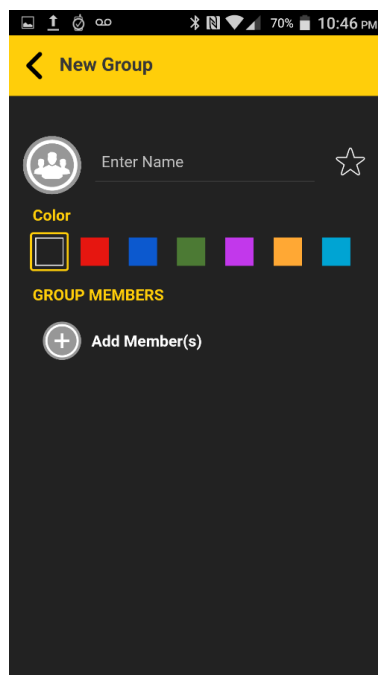 70% 10:46 PM
New Group
Enter Name
Color
GROUP MEMBERS
Add Member(s)